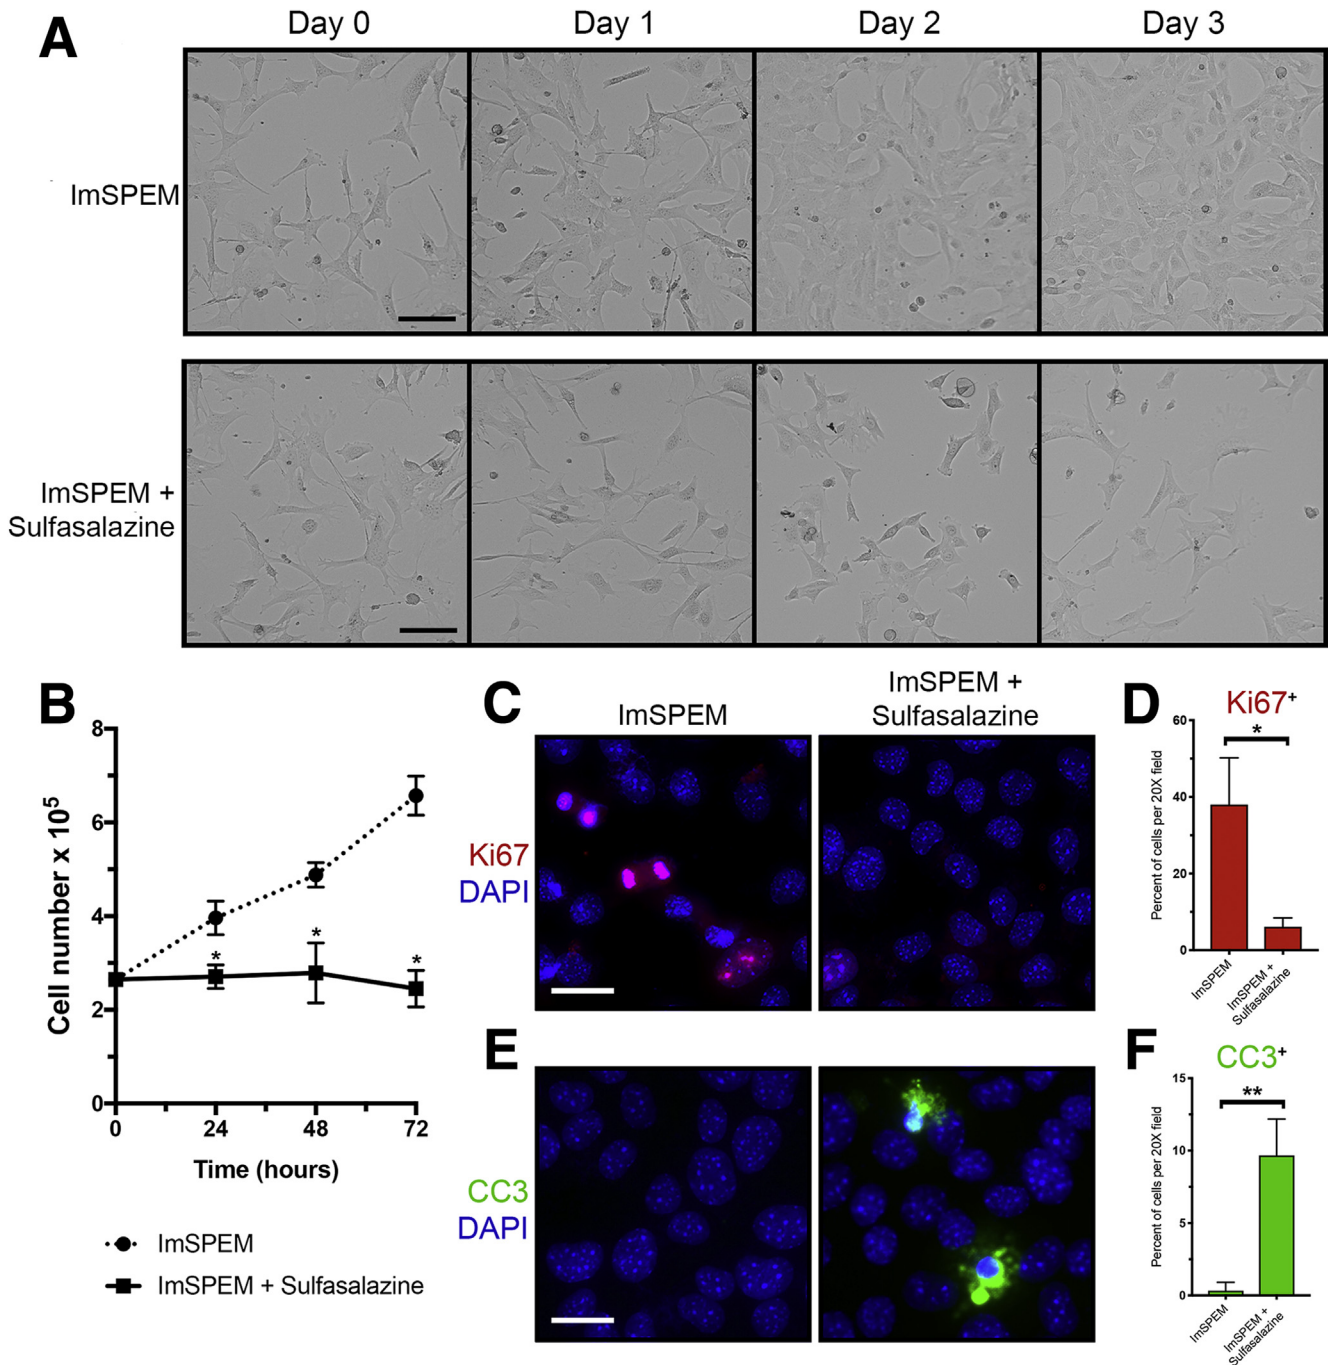 A
Day 0
Day 1
Day 2
Day 3
ImSPEM
ImSPEM +
Sulfasalazine
B
8
6
4
2
0
Cell number x 10⁵
0
24
48
72
*
*
*
Time (hours)
ImSPEM
ImSPEM + Sulfasalazine
C
ImSPEM
ImSPEM +
Sulfasalazine
Ki67
DAPI
D
Ki67⁺
60
40
20
0
*
Percent of cells per 20X field
ImSPEM
ImSPEM +
Sulfasalazine
E
CC3
DAPI
F
CC3⁺
15
10
5
0
**
Percent of cells per 20X field
ImSPEM
ImSPEM +
Sulfasalazine